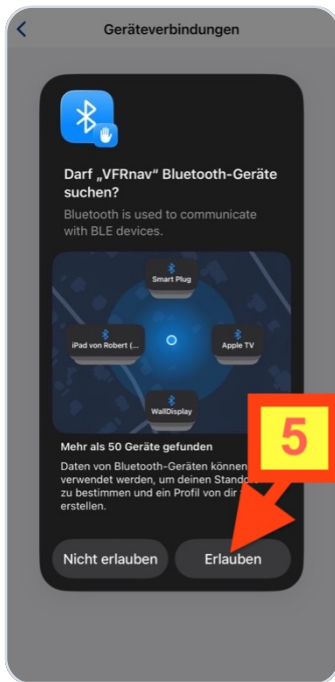 Geräteverbindungen
Darf „VFRnav“ Bluetooth-Geräte
suchen?
Bluetooth is used to communicate
with BLE devices.
Smart Plug
iPad von Robert (...
Apple TV
WallDisplay
Mehr als 50 Geräte gefunden
5
Daten von Bluetooth-Geräten können
verwendet werden, um deinen Stando
zu bestimmen und ein Profil von dir
erstellen.
Nicht erlauben
Erlauben